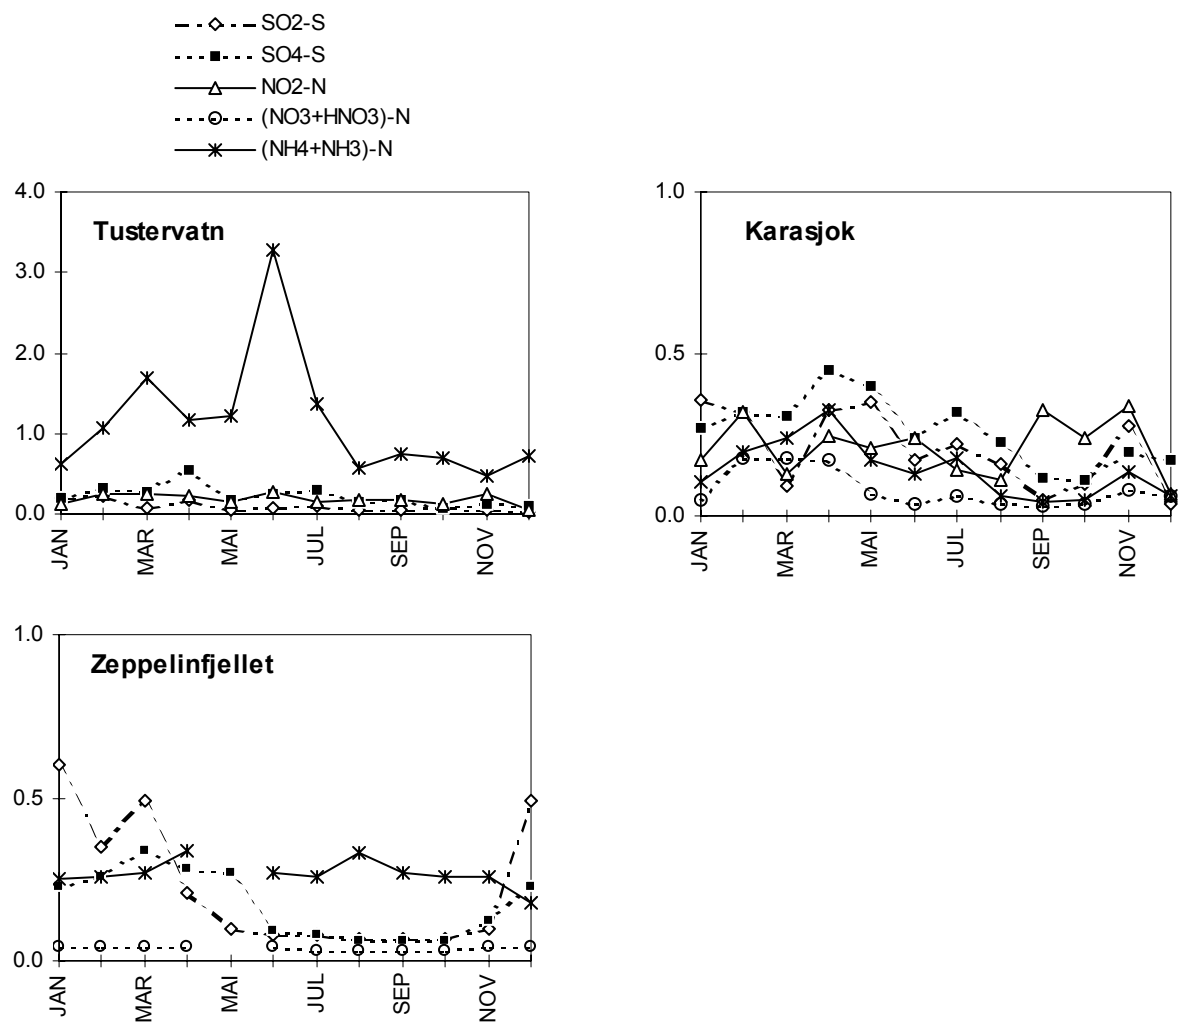 SO2-S
SO4-S
NO2-N
(NO3+HNO3)-N
(NH4+NH3)-N
Tustervatn
4.0
3.0
2.0
1.0
0.0
JAN
MAR
MAI
JUL
SEP
NOV
Karasjok
1.0
0.5
0.0
JAN
MAR
MAI
JUL
SEP
NOV
Zeppelinfjellet
1.0
0.5
0.0
JAN
MAR
MAI
JUL
SEP
NOV